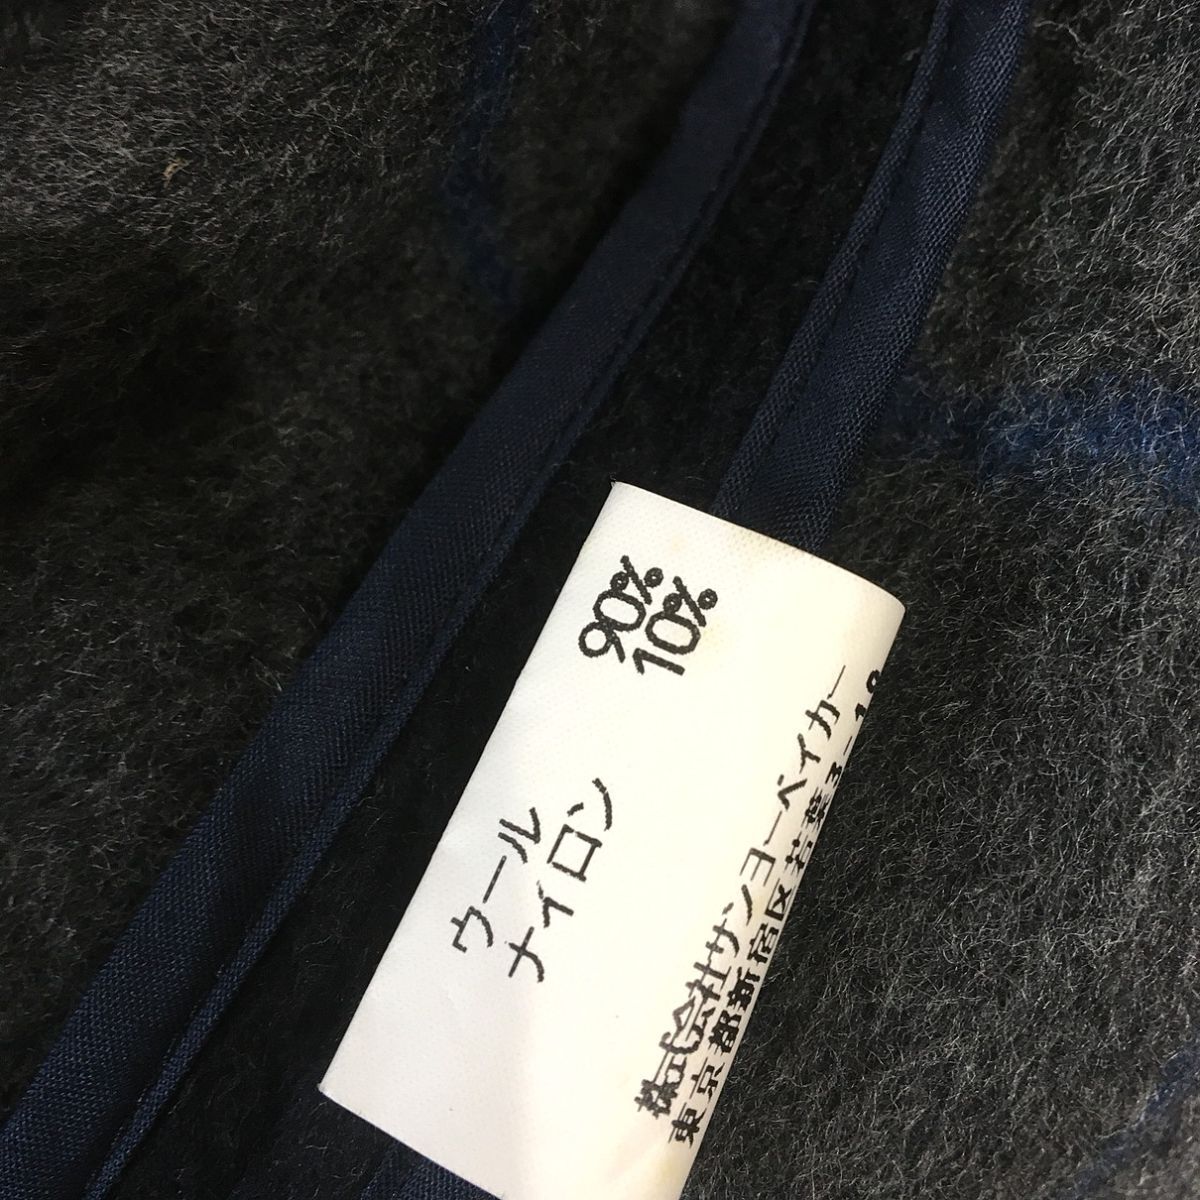 ウール 90%
ナイロン 10%
株式会社サンヨーベイカー
東京都新宿区若葉3-18